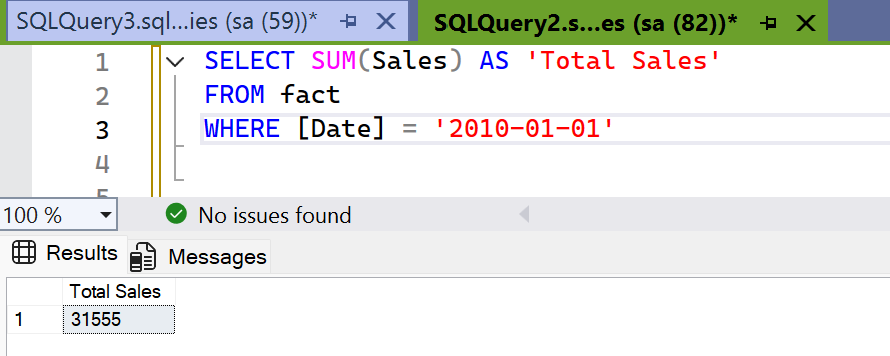 SQLQuery3.sql...ies (sa (59))*
SQLQuery2.s...es (sa (82))*
1 SELECT SUM(Sales) AS 'Total Sales'
2 FROM fact
3 WHERE [Date] = '2010-01-01'
4
100 % No issues found
Results Messages
Total Sales
1 31555